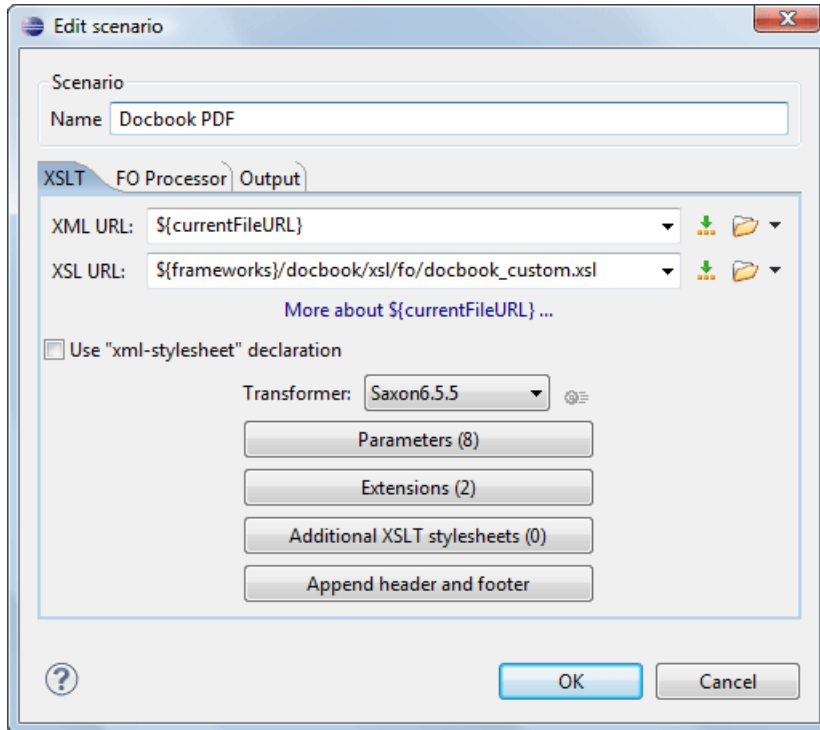 Edit scenario
Scenario
Name Docbook PDF
XSLT FO Processor Output
XML URL: ${currentFileURL}
XSL URL: ${frameworks}/docbook/xsl/fo/docbook_custom.xsl
More about ${currentFileURL} ...
Use "xml-stylesheet" declaration
Transformer: Saxon6.5.5
Parameters (8)
Extensions (2)
Additional XSLT stylesheets (0)
Append header and footer
? OK Cancel